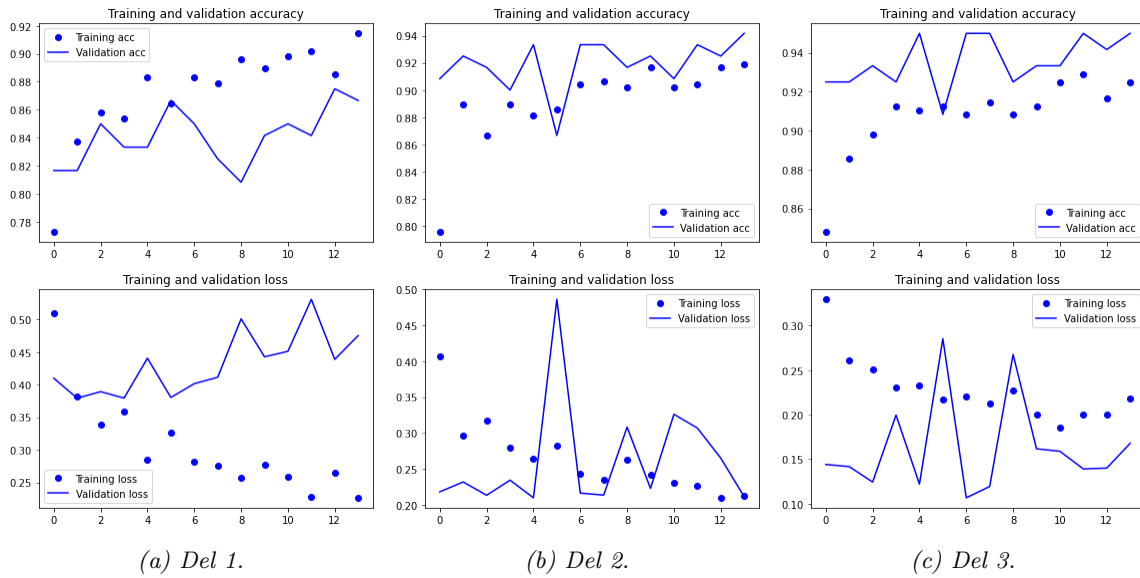 Training and validation accuracy
Training acc
Validation acc
0.92
0.90
0.88
0.86
0.84
0.82
0.80
0.78
0 2 4 6 8 10 12
Training and validation accuracy
0.94
0.92
0.90
0.88
0.86
0.84
0.82
0.80
Training acc
Validation acc
0 2 4 6 8 10 12
Training and validation accuracy
0.94
0.92
0.90
0.88
0.86
Training acc
Validation acc
0 2 4 6 8 10 12
Training and validation loss
0.50
0.45
0.40
0.35
0.30
0.25
Training loss
Validation loss
0 2 4 6 8 10 12
Training and validation loss
Training loss
Validation loss
0.50
0.45
0.40
0.35
0.30
0.25
0.20
0 2 4 6 8 10 12
Training and validation loss
Training loss
Validation loss
0.30
0.25
0.20
0.15
0.10
0 2 4 6 8 10 12
(a) Del 1.
(b) Del 2.
(c) Del 3.